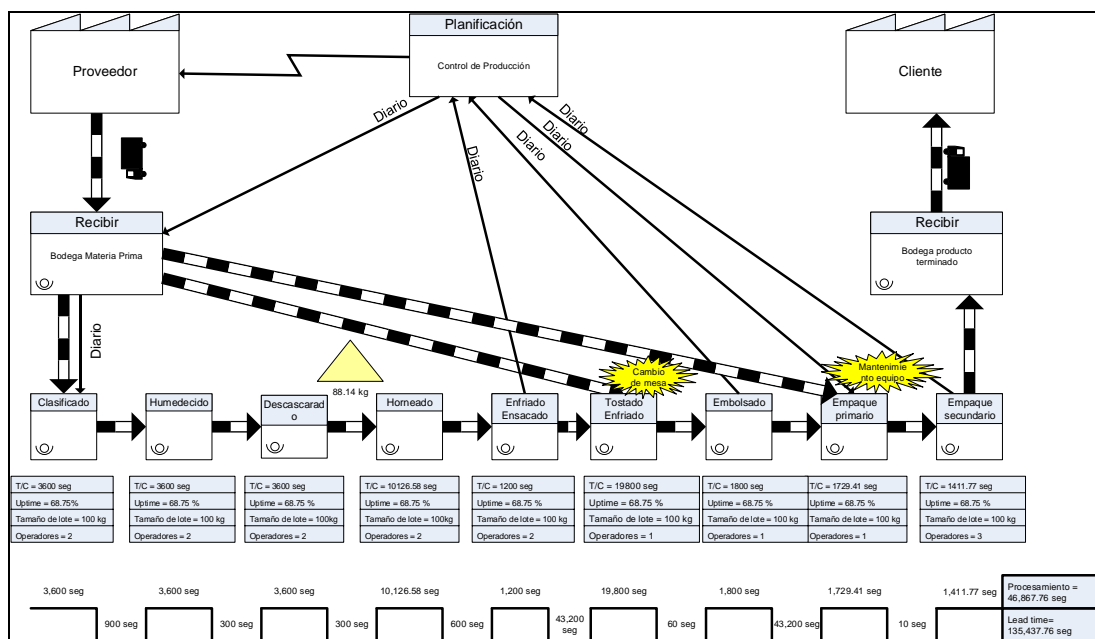 Planificación
Control de Producción
Proveedor
Cliente
Diario
Diario
Diario
Diario
Diario
Recibir
Bodega Materia Prima
Recibir
Bodega producto
terminado
Diario
88.14 kg
Cambio
de mesa
Mantenimie
nto equipo
Clasificado
Humedecido
Descascarad
o
Horneado
Enfriado
Ensacado
Tostado
Enfriado
Embolsado
Empaque
primario
Empaque
secundario
T/C = 3600 seg
Uptime = 68.75%
Tamaño de lote = 100 kg
Operadores = 2
T/C = 3600 seg
Uptime = 68.75 %
Tamaño de lote = 100 kg
Operadores = 2
T/C = 3600 seg
Uptime = 68.75 %
Tamaño de lote = 100kg
Operadores = 2
T/C = 10126.58 seg
Uptime = 68.75 %
Tamaño de lote = 100kg
Operadores = 2
T/C = 1200 seg
Uptime = 68.75 %
Tamaño de lote = 100 kg
Operadores = 2
T/C = 19800 seg
Uptime = 68.75 %
Tamaño de lote = 100 kg
Operadores = 1
T/C = 1800 seg
Uptime = 68.75 %
Tamaño de lote = 100 kg
Operadores = 1
T/C = 1729.41 seg
Uptime = 68.75 %
Tamaño de lote = 100 kg
Operadores = 1
T/C = 1411.77 seg
Uptime = 68.75 %
Tamaño de lote = 100 kg
Operadores = 3
3,600 seg
3,600 seg
3,600 seg
10,126.58 seg
1,200 seg
19,800 seg
1,800 seg
1,729.41 seg
1,411.77 seg
Procesamiento =
46,867.76 seg
900 seg
300 seg
300 seg
600 seg
43,200
seg
60 seg
43,200 seg
10 seg
Lead time=
135,437.76 seg